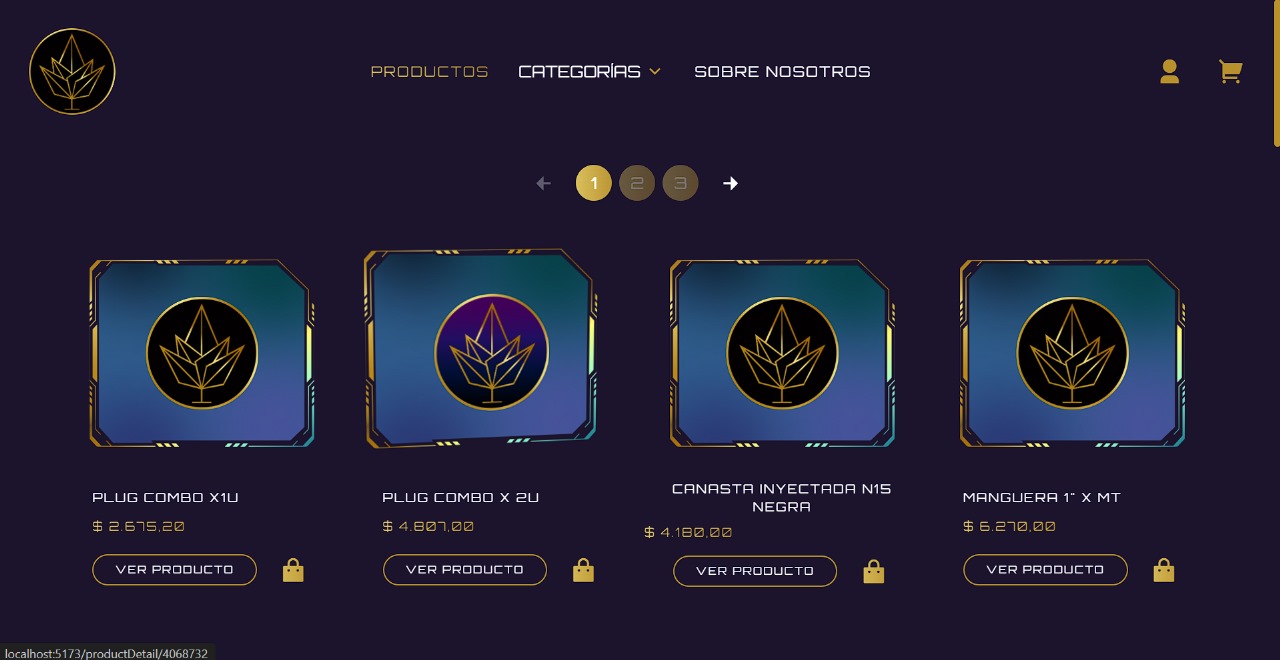 PRODUCTOS CATEGORÍAS SOBRE NOSOTROS
1 2 3
PLUG COMBO X1U
$ 2.675,20
VER PRODUCTO
PLUG COMBO X 2U
$ 4.807,00
VER PRODUCTO
CANASTA INYECTADA N15
NEGRA
$ 4.180,00
VER PRODUCTO
MANGUERA 1" X MT
$ 6.270,00
VER PRODUCTO
localhost:5173/productDetail/4068732